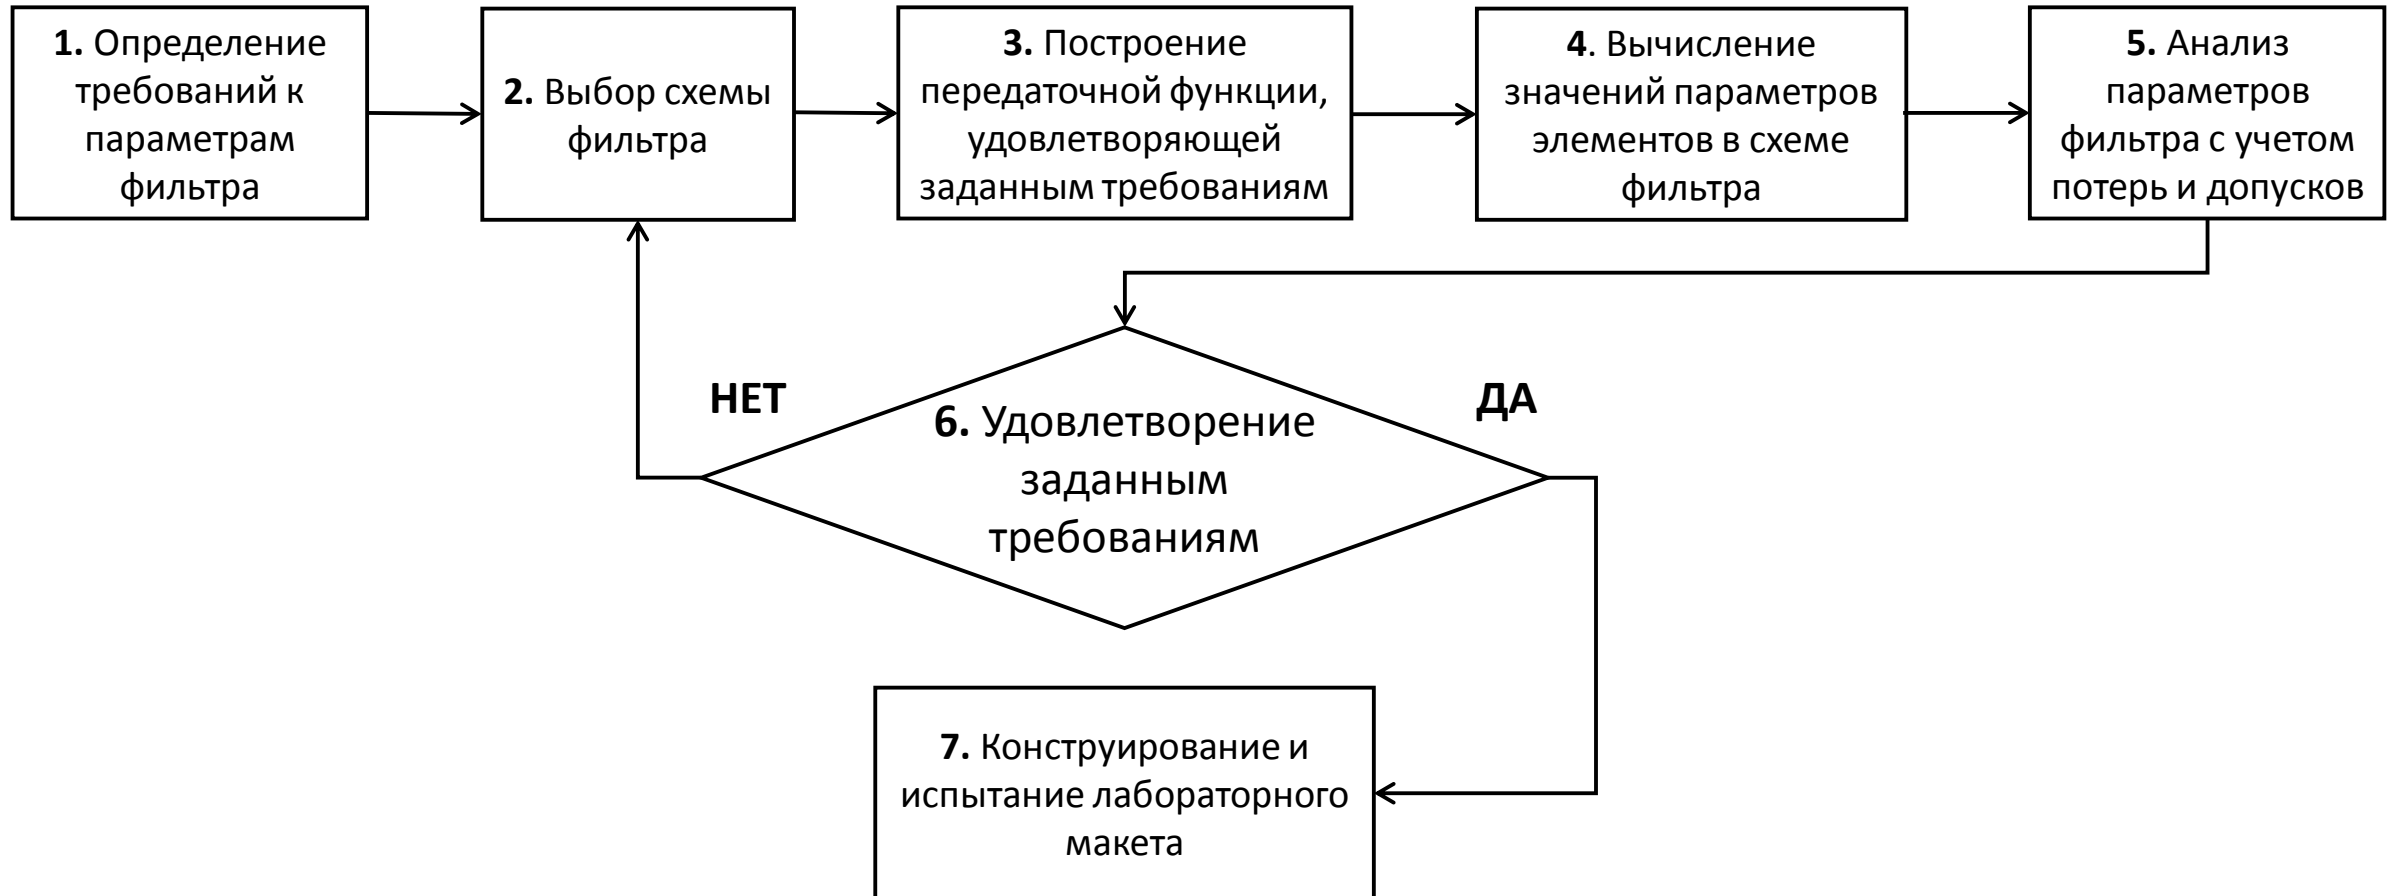 1. Определение
требований к
параметрам
фильтра
2. Выбор схемы
фильтра
3. Построение
передаточной функции,
удовлетворяющей
заданным требованиям
4. Вычисление
значений параметров
элементов в схеме
фильтра
5. Анализ
параметров
фильтра с учетом
потерь и допусков
НЕТ
ДА
6. Удовлетворение
заданным
требованиям
7. Конструирование и
испытание лабораторного
макета